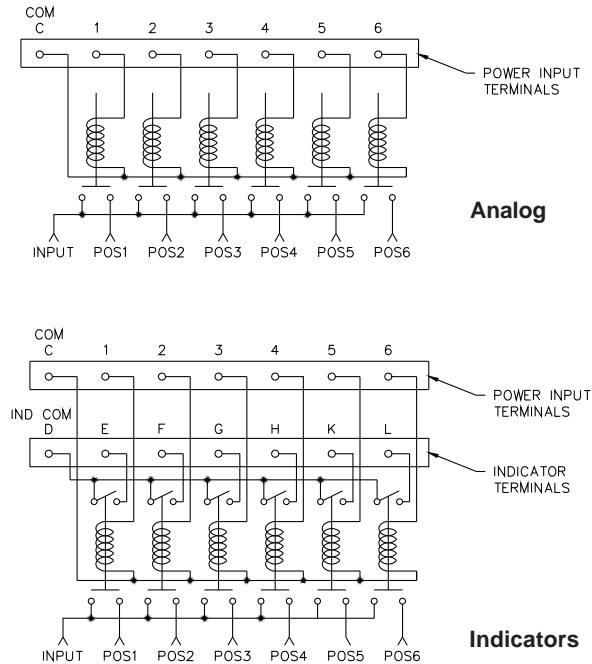 COM
C 1 2 3 4 5 6
POWER INPUT
TERMINALS
Analog
INPUT POS1 POS2 POS3 POS4 POS5 POS6
COM
C 1 2 3 4 5 6
POWER INPUT
TERMINALS
IND COM
D E F G H K L
INDICATOR
TERMINALS
Indicators
INPUT POS1 POS2 POS3 POS4 POS5 POS6